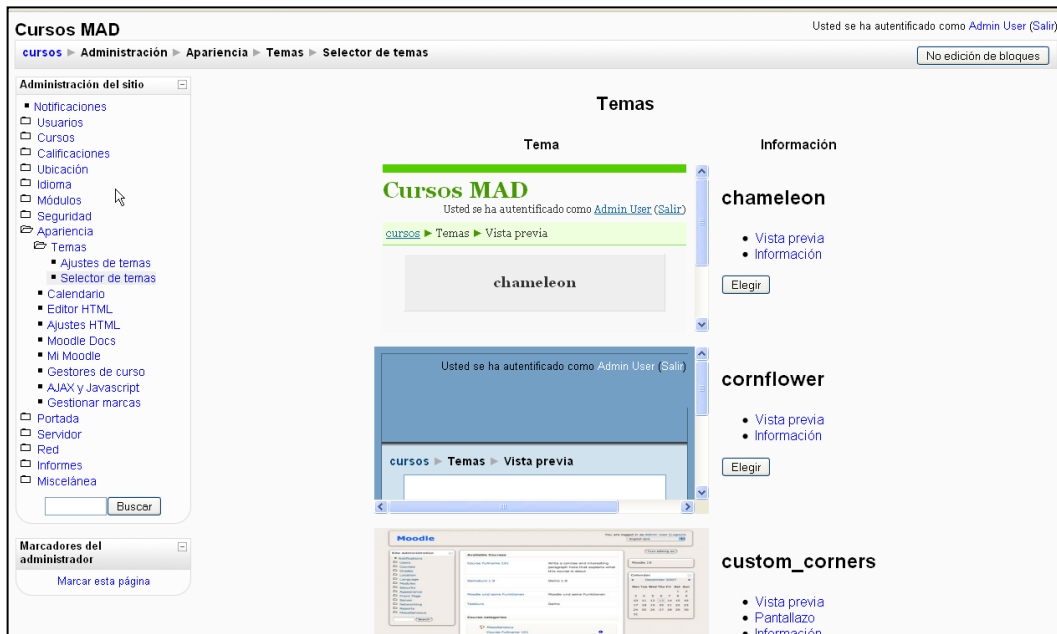 Cursos MAD
Usted se ha autentificado como Admin User (Salir)
cursos ► Administración ► Apariencia ► Temas ► Selector de temas
No edición de bloques
Administración del sitio
Notificaciones
Usuarios
Cursos
Calificaciones
Ubicación
Idioma
Módulos
Seguridad
Apariencia
Temas
Ajustes de temas
Selector de temas
Calendario
Editor HTML
Ajustes HTML
Moodle Docs
Mi Moodle
Gestores de curso
AJAX y Javascript
Gestionar marcas
Portada
Servidor
Red
Informes
Miscelánea
Buscar
Marcadores del
administrador
Marcar esta página
Temas
Tema
Información
Cursos MAD
Usted se ha autentificado como Admin User (Salir)
cursos ► Temas ► Vista previa
chameleon
chameleon
Vista previa
Información
Elegir
Usted se ha autentificado como Admin User (Salir)
cursos ► Temas ► Vista previa
cornflower
Vista previa
Información
Elegir
Moodle
custom_corners
Vista previa
Pantallazo
Información